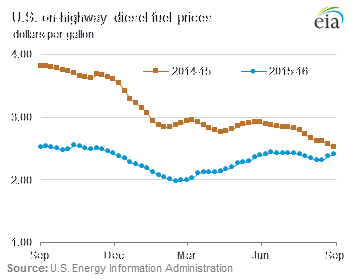 U.S. on-highway diesel fuel prices
dollars per gallon
eia
4.00
2014-15
2015-16
3.00
2.00
1.00
Sep
Dec
Mar
Jun
Sep
Source: U.S. Energy Information Administration